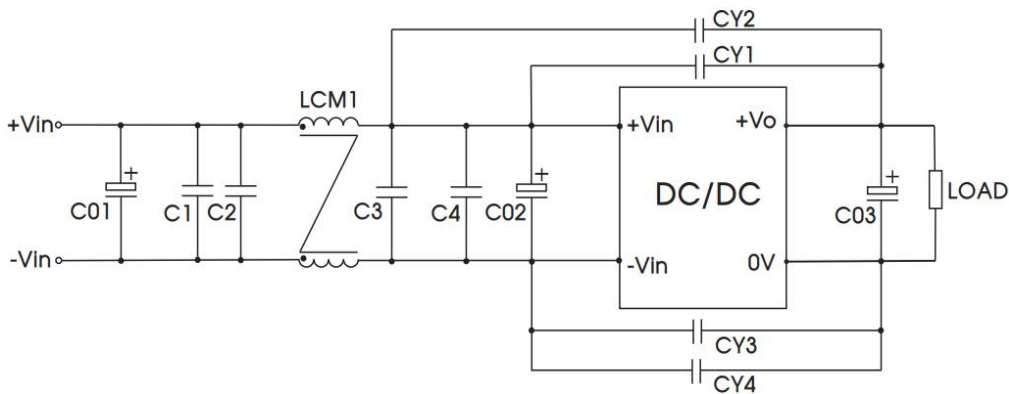 CY2
CY1
LCM1
+Vin
+Vin
+Vo
+
+
+
DC/DC
C01
C1
C2
C3
C4
C02
C03
LOAD
-Vin
-Vin
0V
CY3
CY4